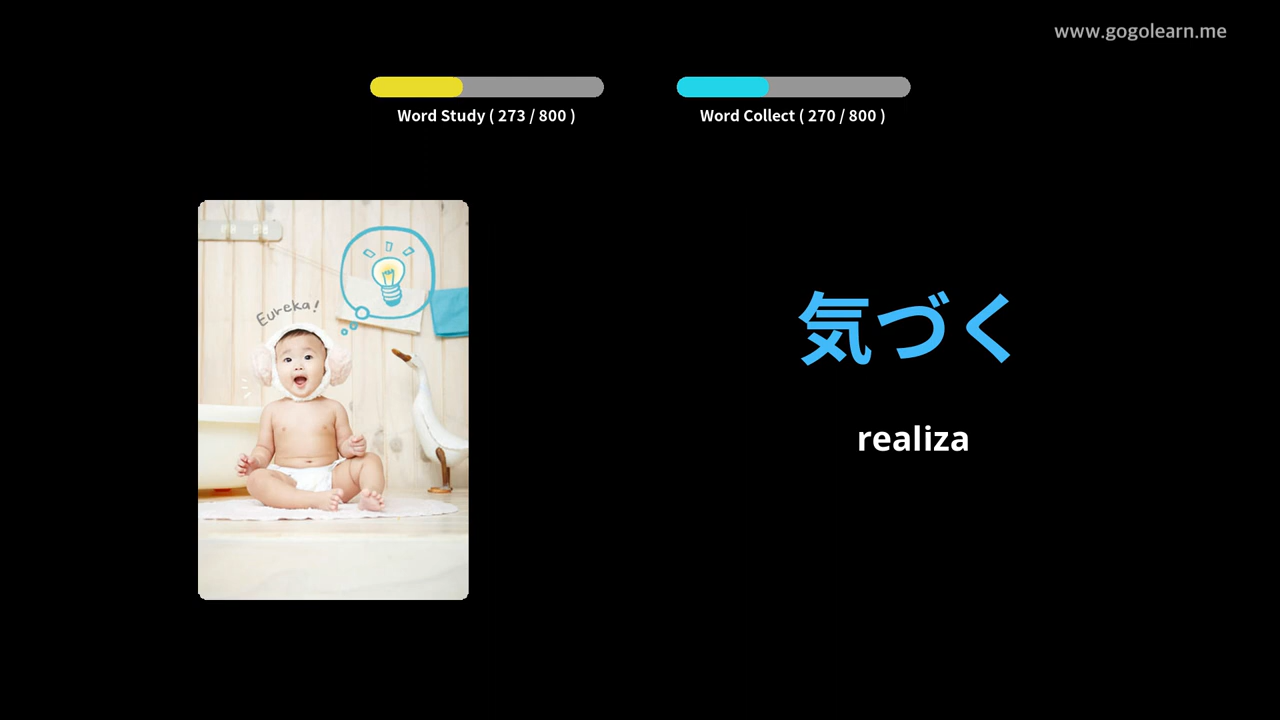 www.gogolearn.me
Word Study ( 273 / 800 )
Word Collect ( 270 / 800 )
Eureka!
気づく
realiza